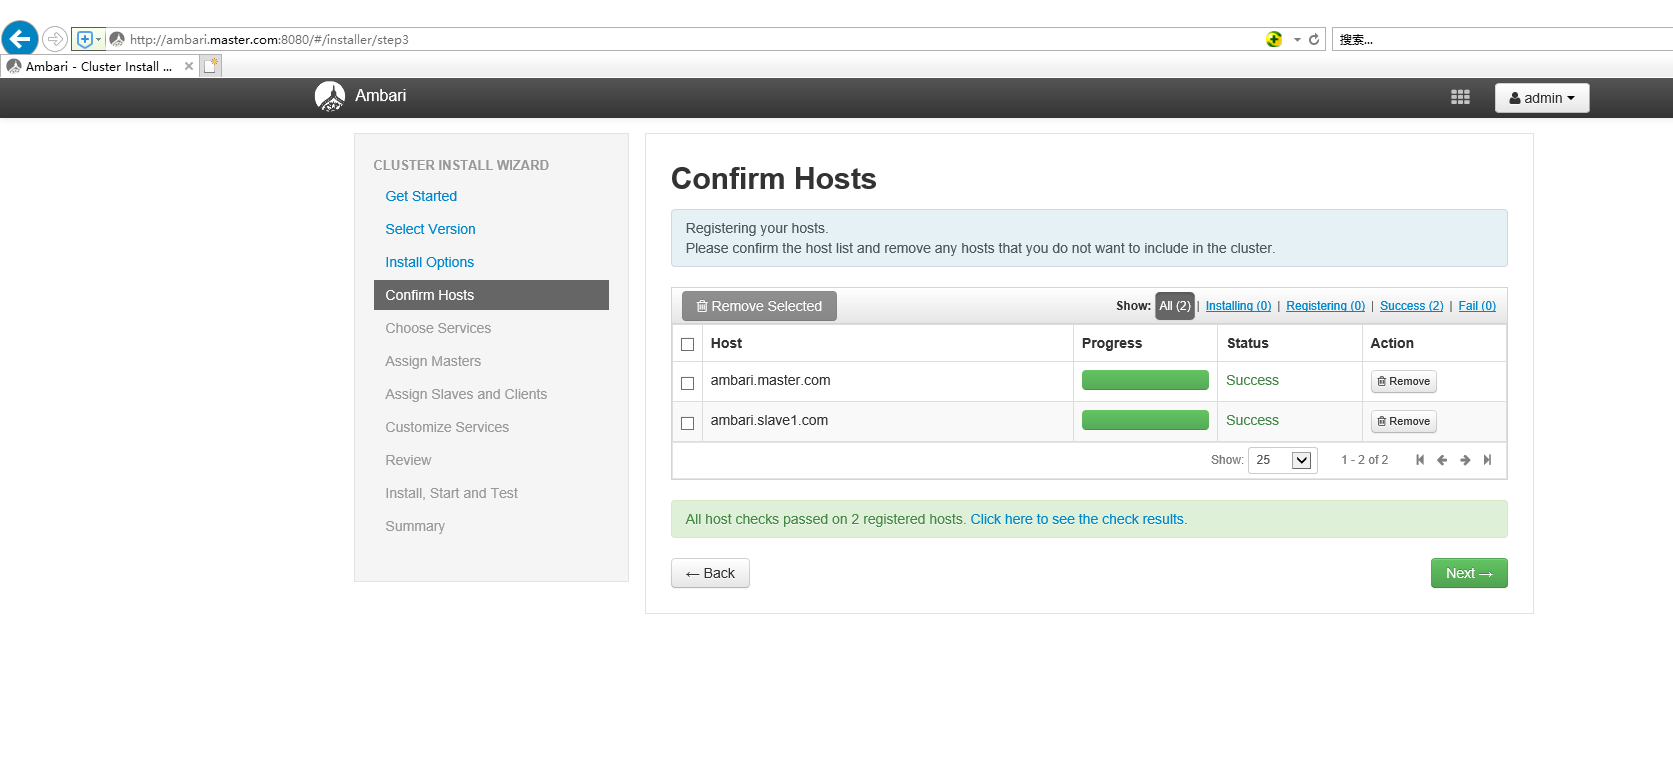 http://ambari.master.com:8080/#/installer/step3
搜索...
Ambari - Cluster Install ...
Ambari
admin
CLUSTER INSTALL WIZARD
Get Started
Select Version
Install Options
Confirm Hosts
Choose Services
Assign Masters
Assign Slaves and Clients
Customize Services
Review
Install, Start and Test
Summary
Confirm Hosts
Registering your hosts.
Please confirm the host list and remove any hosts that you do not want to include in the cluster.
Remove Selected
Show: All (2) | Installing (0) | Registering (0) | Success (2) | Fail (0)
Host Progress Status Action
ambari.master.com Success Remove
ambari.slave1.com Success Remove
Show: 25 1 - 2 of 2
All host checks passed on 2 registered hosts. Click here to see the check results.
← Back
Next →